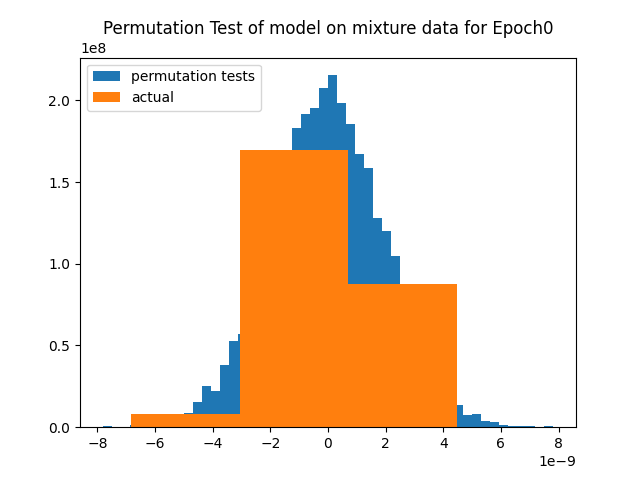 Permutation Test of model on mixture data for Epoch0
1e8
permutation tests
actual
2.0
1.5
1.0
0.5
0.0
−8 −6 −4 −2 0 2 4 6 8
1e−9